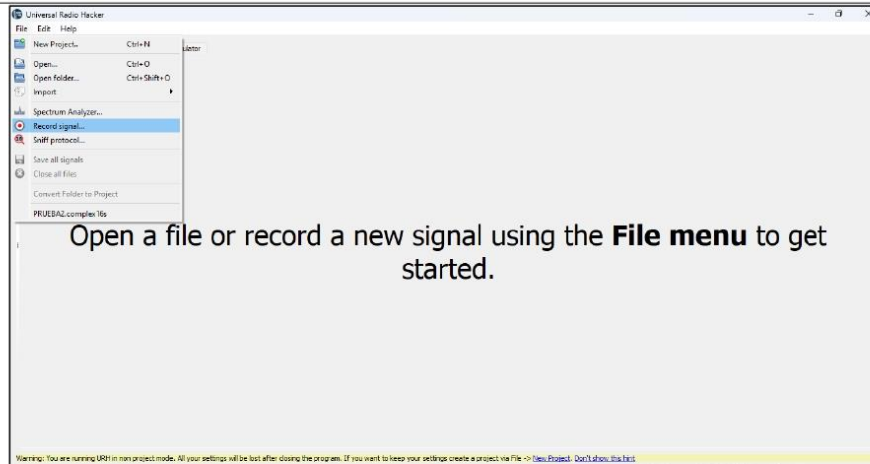 Universal Radio Hacker
File Edit Help
New Project... Ctrl+N
ulator
Open... Ctrl+O
Open folder... Ctrl+Shift+O
Import
Spectrum Analyzer...
Record signal...
Sniff protocol...
Save all signals
Close all files
Convert Folder to Project
PRUEBA2.complex16s
Open a file or record a new signal using the File menu to get
started.
Warning: You are running URH in non project mode. All your settings will be lost after closing the program. If you want to keep your settings create a project via File -> New Project. Don't show this hint